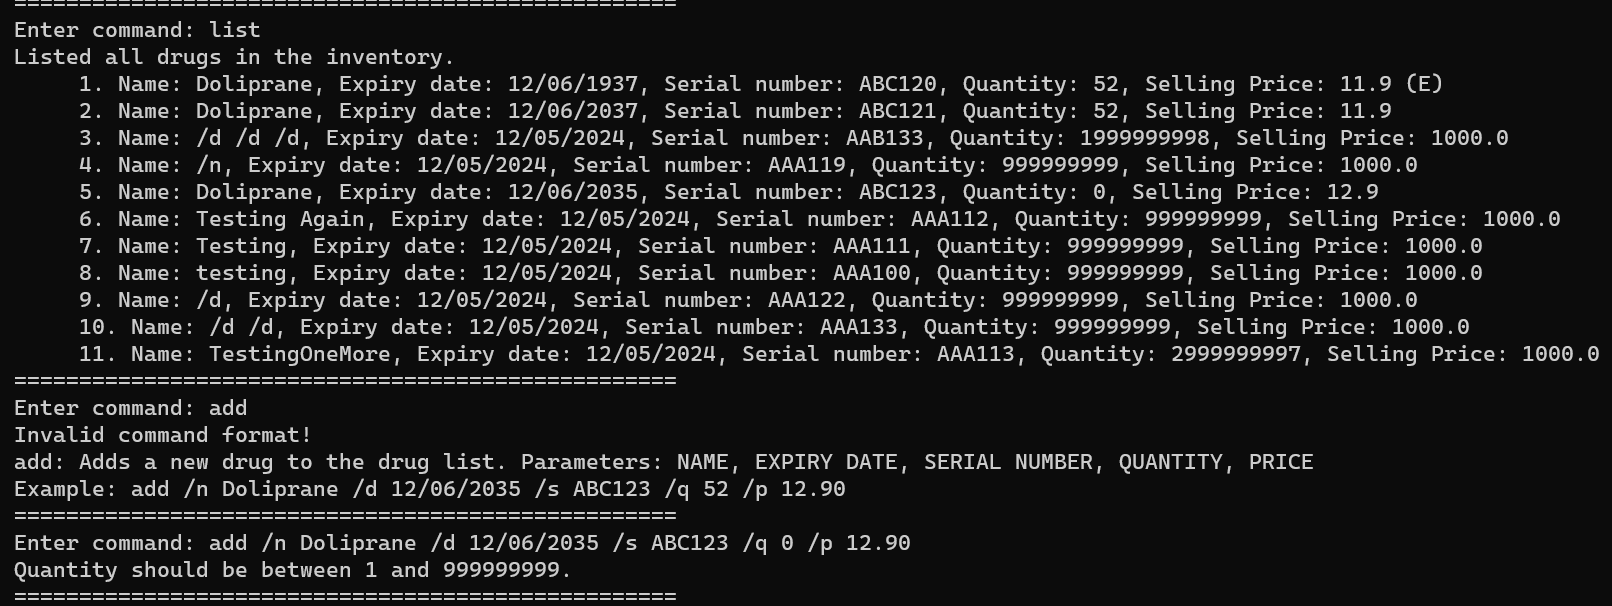 ==================================================
Enter command: list
Listed all drugs in the inventory.
1. Name: Doliprane, Expiry date: 12/06/1937, Serial number: ABC120, Quantity: 52, Selling Price: 11.9 (E)
2. Name: Doliprane, Expiry date: 12/06/2037, Serial number: ABC121, Quantity: 52, Selling Price: 11.9
3. Name: /d /d /d, Expiry date: 12/05/2024, Serial number: AAB133, Quantity: 1999999998, Selling Price: 1000.0
4. Name: /n, Expiry date: 12/05/2024, Serial number: AAA119, Quantity: 999999999, Selling Price: 1000.0
5. Name: Doliprane, Expiry date: 12/06/2035, Serial number: ABC123, Quantity: 0, Selling Price: 12.9
6. Name: Testing Again, Expiry date: 12/05/2024, Serial number: AAA112, Quantity: 999999999, Selling Price: 1000.0
7. Name: Testing, Expiry date: 12/05/2024, Serial number: AAA111, Quantity: 999999999, Selling Price: 1000.0
8. Name: testing, Expiry date: 12/05/2024, Serial number: AAA100, Quantity: 999999999, Selling Price: 1000.0
9. Name: /d, Expiry date: 12/05/2024, Serial number: AAA122, Quantity: 999999999, Selling Price: 1000.0
10. Name: /d /d, Expiry date: 12/05/2024, Serial number: AAA133, Quantity: 999999999, Selling Price: 1000.0
11. Name: TestingOneMore, Expiry date: 12/05/2024, Serial number: AAA113, Quantity: 2999999997, Selling Price: 1000.0
===================================================
Enter command: add
Invalid command format!
add: Adds a new drug to the drug list. Parameters: NAME, EXPIRY DATE, SERIAL NUMBER, QUANTITY, PRICE
Example: add /n Doliprane /d 12/06/2035 /s ABC123 /q 52 /p 12.90
===================================================
Enter command: add /n Doliprane /d 12/06/2035 /s ABC123 /q 0 /p 12.90
Quantity should be between 1 and 999999999.
===================================================